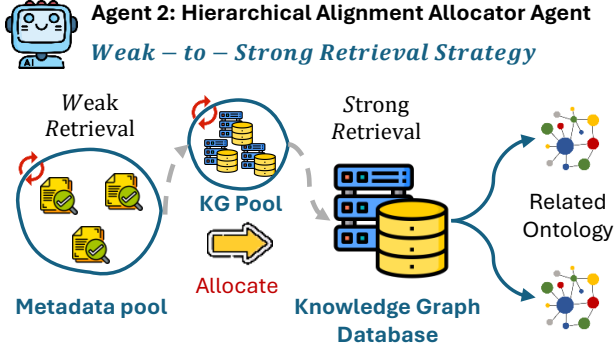 Agent 2: Hierarchical Alignment Allocator Agent
Weak – to – Strong Retrieval Strategy
AI
Weak
Retrieval
Strong
Retrieval
KG Pool
Allocate
Related
Ontology
Metadata pool
Knowledge Graph
Database